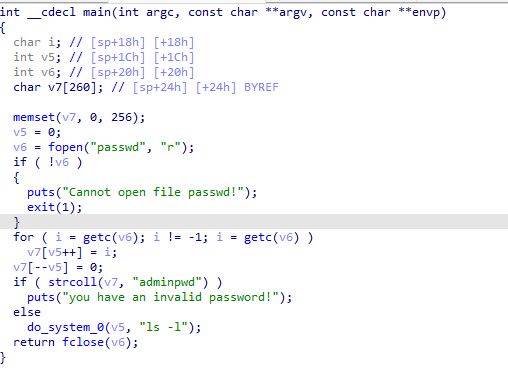 int __cdecl main(int argc, const char **argv, const char **envp)
{
char i; // [sp+18h] [+18h]
int v5; // [sp+1Ch] [+1Ch]
int v6; // [sp+20h] [+20h]
char v7[260]; // [sp+24h] [+24h] BYREF
memset(v7, 0, 256);
v5 = 0;
v6 = fopen("passwd", "r");
if ( !v6 )
{
puts("Cannot open file passwd!");
exit(1);
}
for ( i = getc(v6); i != -1; i = getc(v6) )
v7[v5++] = i;
v7[--v5] = 0;
if ( strcoll(v7, "adminpwd") )
puts("you have an invalid password!");
else
do_system_0(v5, "ls -l");
return fclose(v6);
}